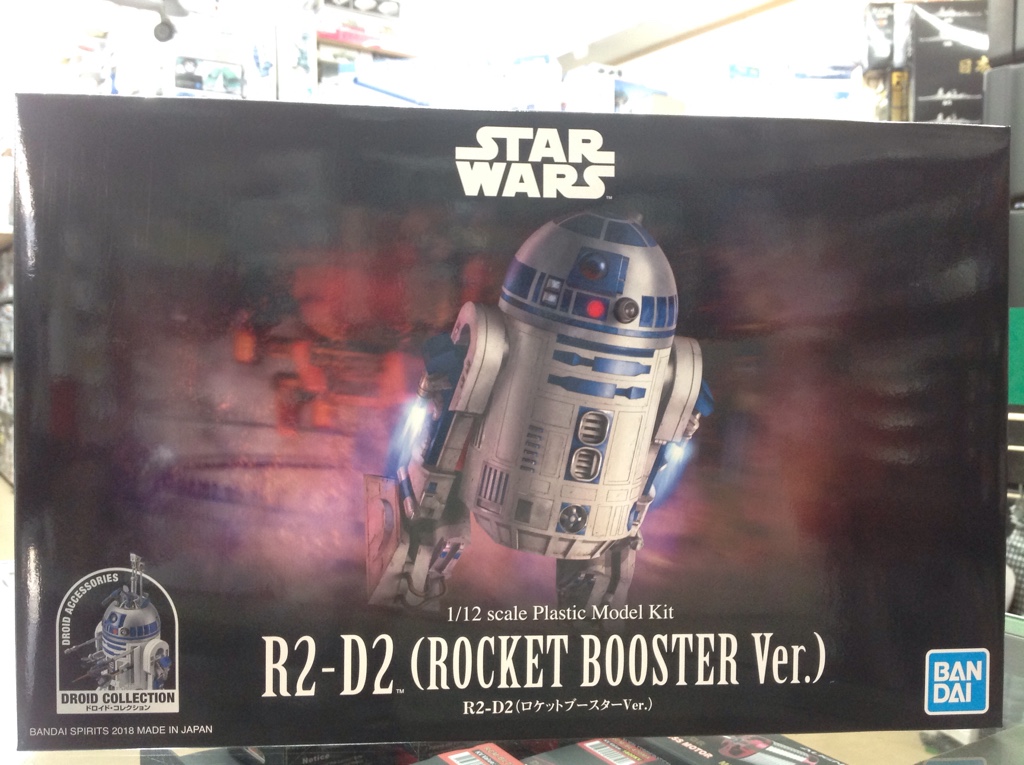 STAR
WARS
1/12 scale Plastic Model Kit
R2-D2™ (ROCKET BOOSTER Ver.)
R2-D2(ロケットブースターVer.)
DROID ACCESSORIES
DROID COLLECTION
ドロイド・コレクション
BANDAI SPIRITS 2018 MADE IN JAPAN
BAN
DAI
MOTOR